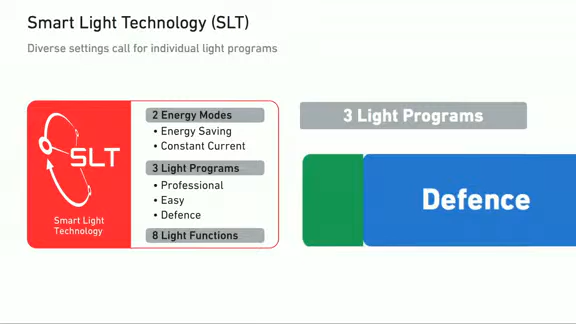 Smart Light Technology (SLT)
Diverse settings call for individual light programs
SLT
Smart Light
Technology
2 Energy Modes
• Energy Saving
• Constant Current
3 Light Programs
• Professional
• Easy
• Defence
8 Light Functions
3 Light Programs
Defence